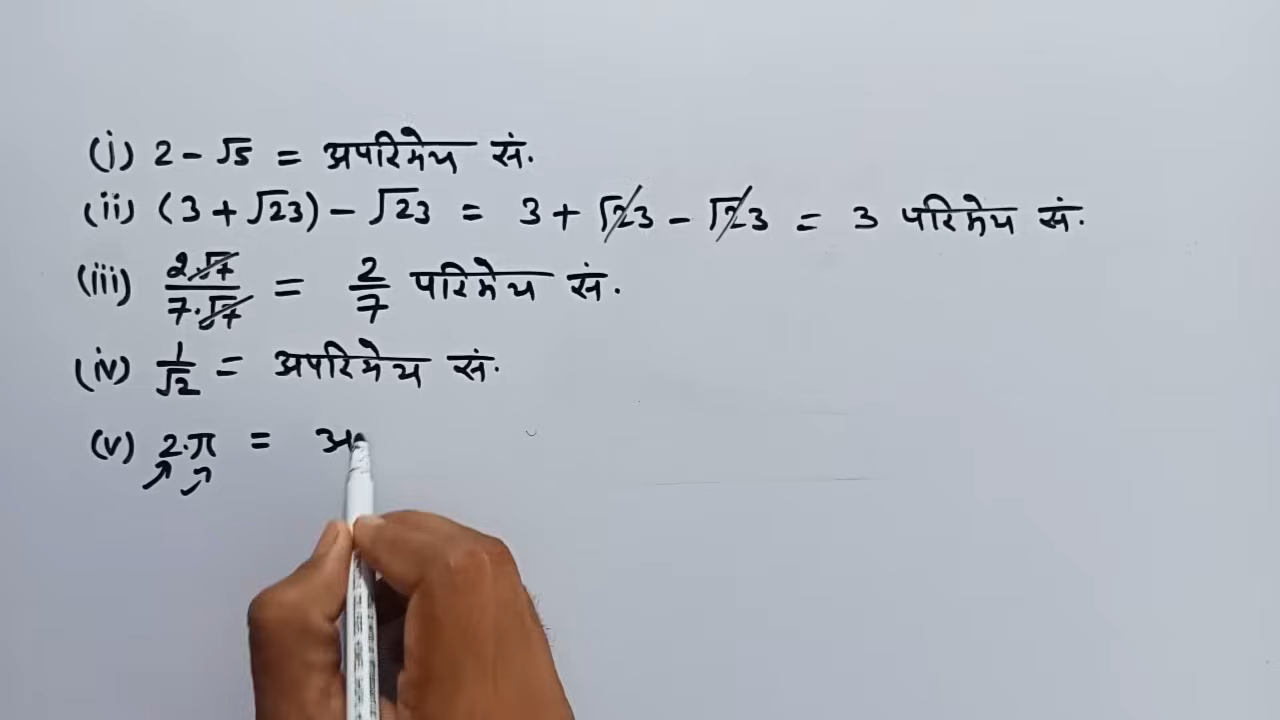 (i) 2 - √5 = अपरिमेय सं.
(ii) (3 + √23) - √23 = 3 + √23 - √23 = 3 परिमेय सं.
(iii) 2.√7 / 7.√7 = 2/7 परिमेय सं.
(iv) 1/√2 = अपरिमेय सं.
(v) 2.π =